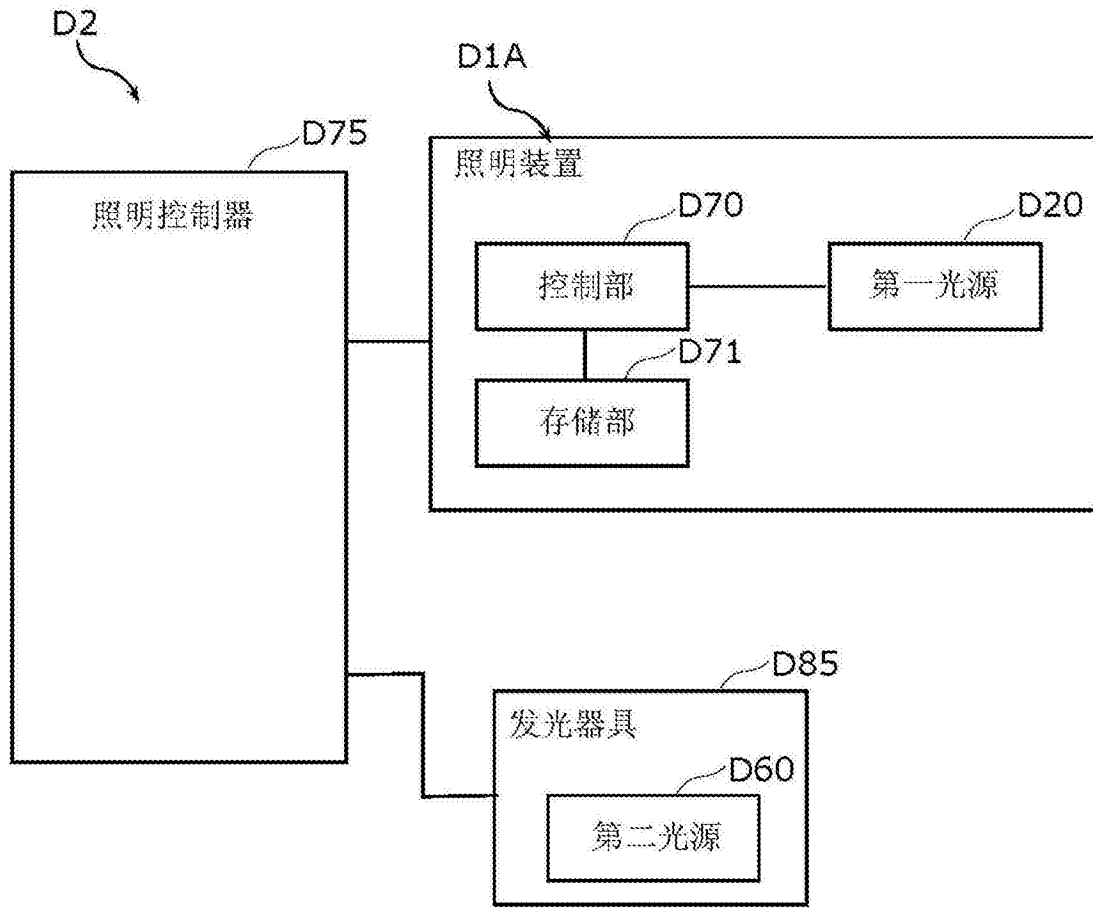 D2
D1A
D75
照明装置
照明控制器
D70
D20
控制部
第一光源
D71
存储部
D85
发光器具
D60
第二光源